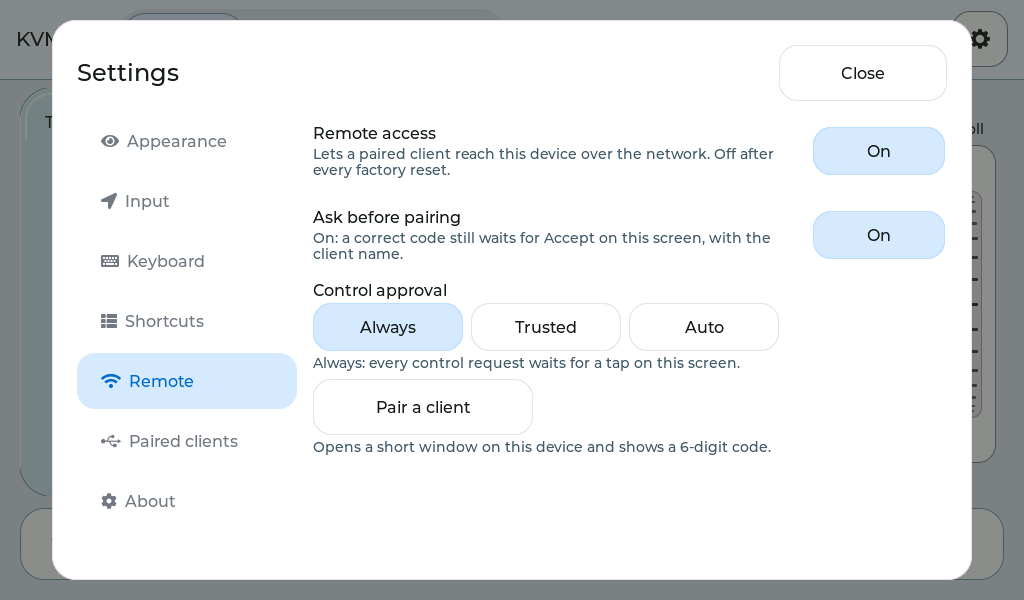 Settings
Close
Appearance
Input
Keyboard
Shortcuts
Remote
Paired clients
About
Remote access
Lets a paired client reach this device over the network. Off after
every factory reset.
On
Ask before pairing
On: a correct code still waits for Accept on this screen, with the
client name.
On
Control approval
Always
Trusted
Auto
Always: every control request waits for a tap on this screen.
Pair a client
Opens a short window on this device and shows a 6-digit code.